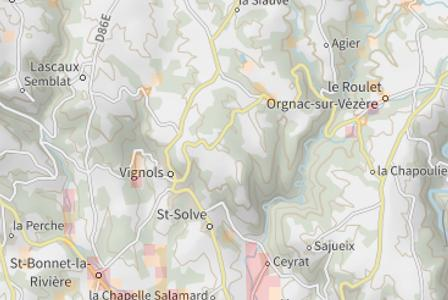 la Slauve
D86E
Agier
Lascaux
Semblat
le Roulet
Orgnac-sur-Vézère
Vignols
la Chapoulie
St-Solve
la Perche
Sajueix
St-Bonnet-la-
Rivière
Ceyrat
la Chapelle Salamard